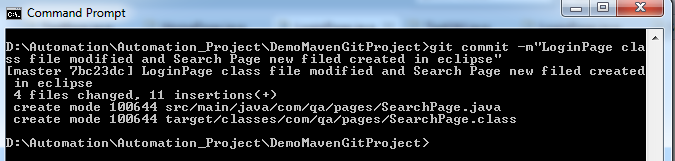 Command Prompt
D:\Automation\Automation_Project\DemoMavenGitProject>git commit -m"LoginPage cla
ss file modified and Search Page new filed created in eclipse"
[master 7bc23dc] LoginPage class file modified and Search Page new filed created
 in eclipse
 4 files changed, 11 insertions(+)
 create mode 100644 src/main/java/com/qa/pages/SearchPage.java
 create mode 100644 target/classes/com/qa/pages/SearchPage.class
D:\Automation\Automation_Project\DemoMavenGitProject>